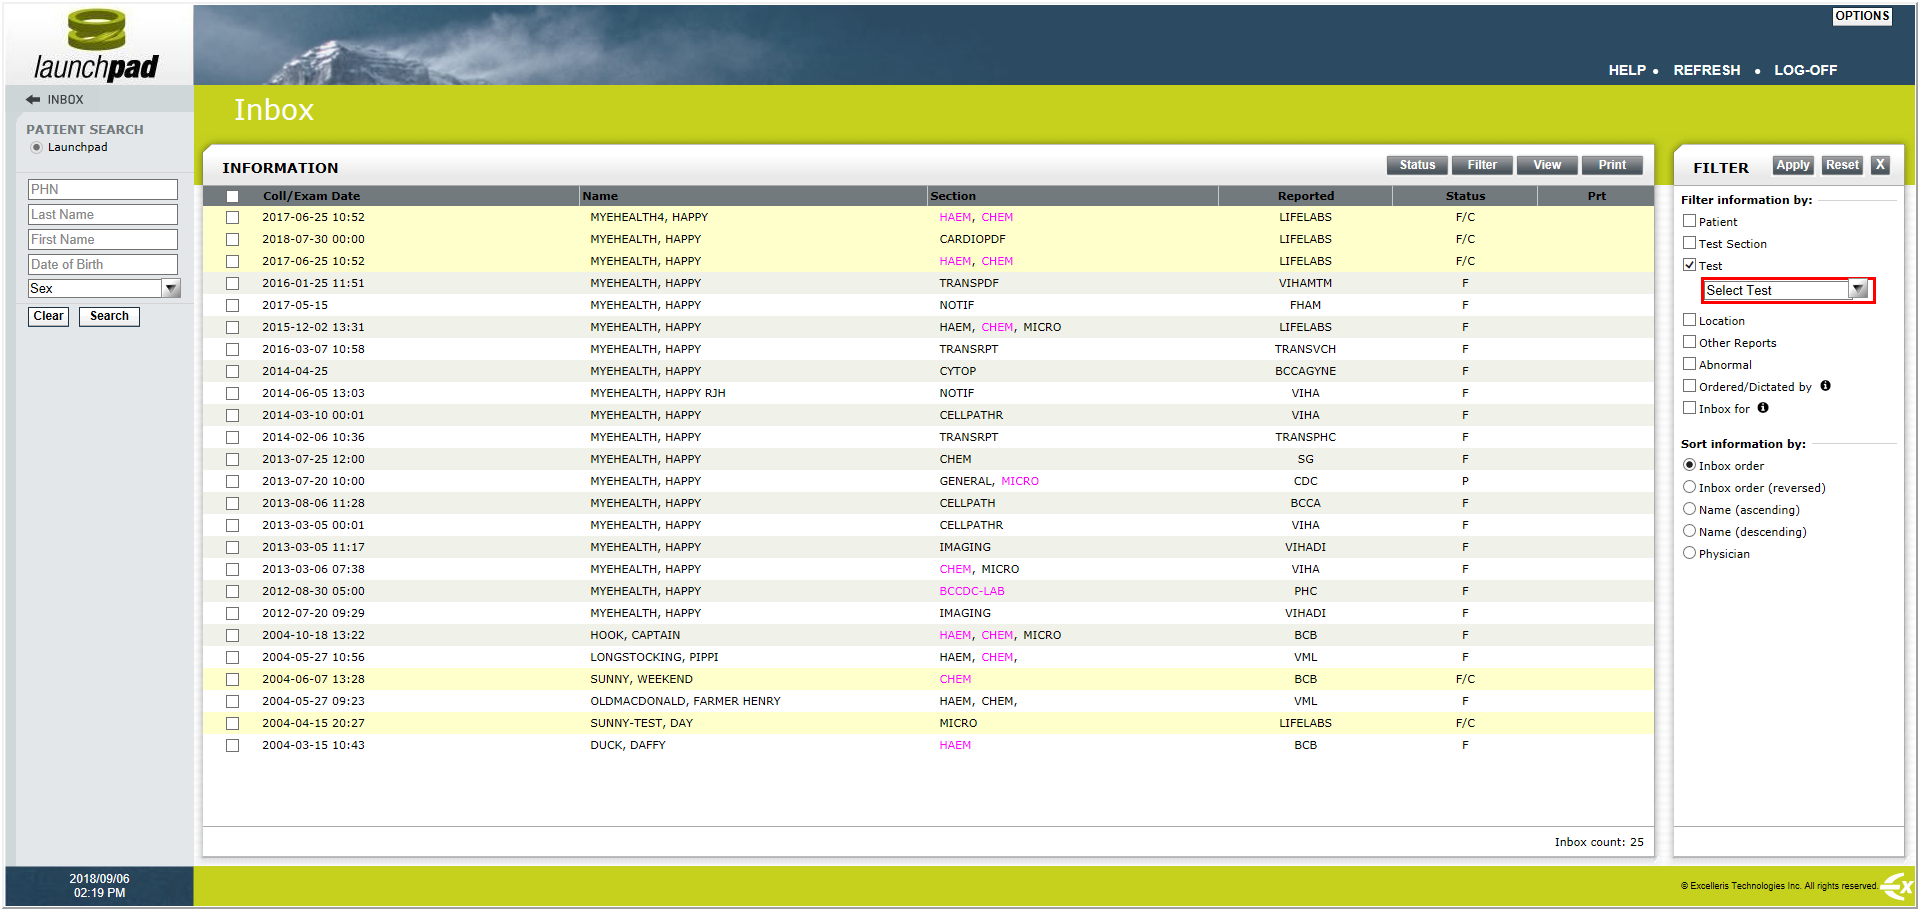 OPTIONS
launchpad
HELP • REFRESH • LOG-OFF
INBOX
Inbox
PATIENT SEARCH
Launchpad
PHN
Last Name
First Name
Date of Birth
Sex
Clear Search
INFORMATION Status Filter View Print
Coll/Exam Date Name Section Reported Status Prt
2017-06-25 10:52 MYEHEALTH4, HAPPY HAEM, CHEM LIFELABS F/C
2018-07-30 00:00 MYEHEALTH, HAPPY CARDIOPDF LIFELABS F/C
2017-06-25 10:52 MYEHEALTH, HAPPY HAEM, CHEM LIFELABS F/C
2016-01-25 11:51 MYEHEALTH, HAPPY TRANSPDF VIHAMTM F
2017-05-15 MYEHEALTH, HAPPY NOTIF FHAM F
2015-12-02 13:31 MYEHEALTH, HAPPY HAEM, CHEM, MICRO LIFELABS F
2016-03-07 10:58 MYEHEALTH, HAPPY TRANSRPT TRANSVCH F
2014-04-25 MYEHEALTH, HAPPY CYTOP BCCAGYNE F
2014-06-05 13:03 MYEHEALTH, HAPPY RJH NOTIF VIHA F
2014-03-10 00:01 MYEHEALTH, HAPPY CELLPATHR VIHA F
2014-02-06 10:36 MYEHEALTH, HAPPY TRANSRPT TRANSPHC F
2013-07-25 12:00 MYEHEALTH, HAPPY CHEM SG F
2013-07-20 10:00 MYEHEALTH, HAPPY GENERAL, MICRO CDC P
2013-08-06 11:28 MYEHEALTH, HAPPY CELLPATH BCCA F
2013-03-05 00:01 MYEHEALTH, HAPPY CELLPATHR VIHA F
2013-03-05 11:17 MYEHEALTH, HAPPY IMAGING VIHADI F
2013-03-06 07:38 MYEHEALTH, HAPPY CHEM, MICRO VIHA F
2012-08-30 05:00 MYEHEALTH, HAPPY BCCDC-LAB PHC F
2012-07-20 09:29 MYEHEALTH, HAPPY IMAGING VIHADI F
2004-10-18 13:22 HOOK, CAPTAIN HAEM, CHEM, MICRO BCB F
2004-05-27 10:56 LONGSTOCKING, PIPPI HAEM, CHEM, VML F
2004-06-07 13:28 SUNNY, WEEKEND CHEM BCB F/C
2004-05-27 09:23 OLDMACDONALD, FARMER HENRY HAEM, CHEM, VML F
2004-04-15 20:27 SUNNY-TEST, DAY MICRO LIFELABS F/C
2004-03-15 10:43 DUCK, DAFFY HAEM BCB F
Inbox count: 25
FILTER Apply Reset X
Filter information by:
Patient
Test Section
Test
Select Test
Location
Other Reports
Abnormal
Ordered/Dictated by
Inbox for
Sort information by:
Inbox order
Inbox order (reversed)
Name (ascending)
Name (descending)
Physician
2018/09/06
02:19 PM
© Excelleris Technologies Inc. All rights reserved.